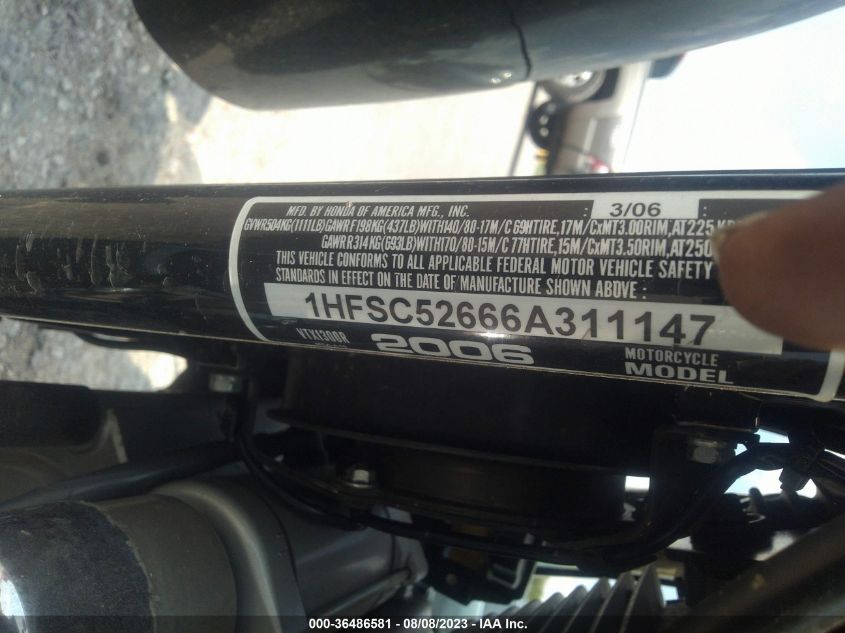 MFD. BY HONDA OF AMERICA MFG., INC. 3/06
GVWR504KG(1111LB)GAWR F198KG(437LB)WITH140/80-17M/C 69HTIRE,17M/CxMT3.00RIM,AT225
GAWR R314KG(693LB)WITH170/80-15M/C 77HTIRE,15M/CxMT3.50RIM,AT250
THIS VEHICLE CONFORMS TO ALL APPLICABLE FEDERAL MOTOR VEHICLE SAFETY
STANDARDS IN EFFECT ON THE DATE OF MANUFACTURE SHOWN ABOVE :
1HFSC52666A311147
VTX1300R 2006 MOTORCYCLE
MODEL
000-36486581 - 08/08/2023 - IAA Inc.